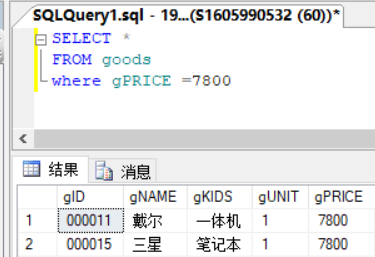 SQLQuery1.sql - 19...(S1605990532 (60))*
SELECT *
FROM goods
where gPRICE =7800
结果 消息
gID gNAME gKIDS gUNIT gPRICE
1 000011 戴尔 一体机 1 7800
2 000015 三星 笔记本 1 7800